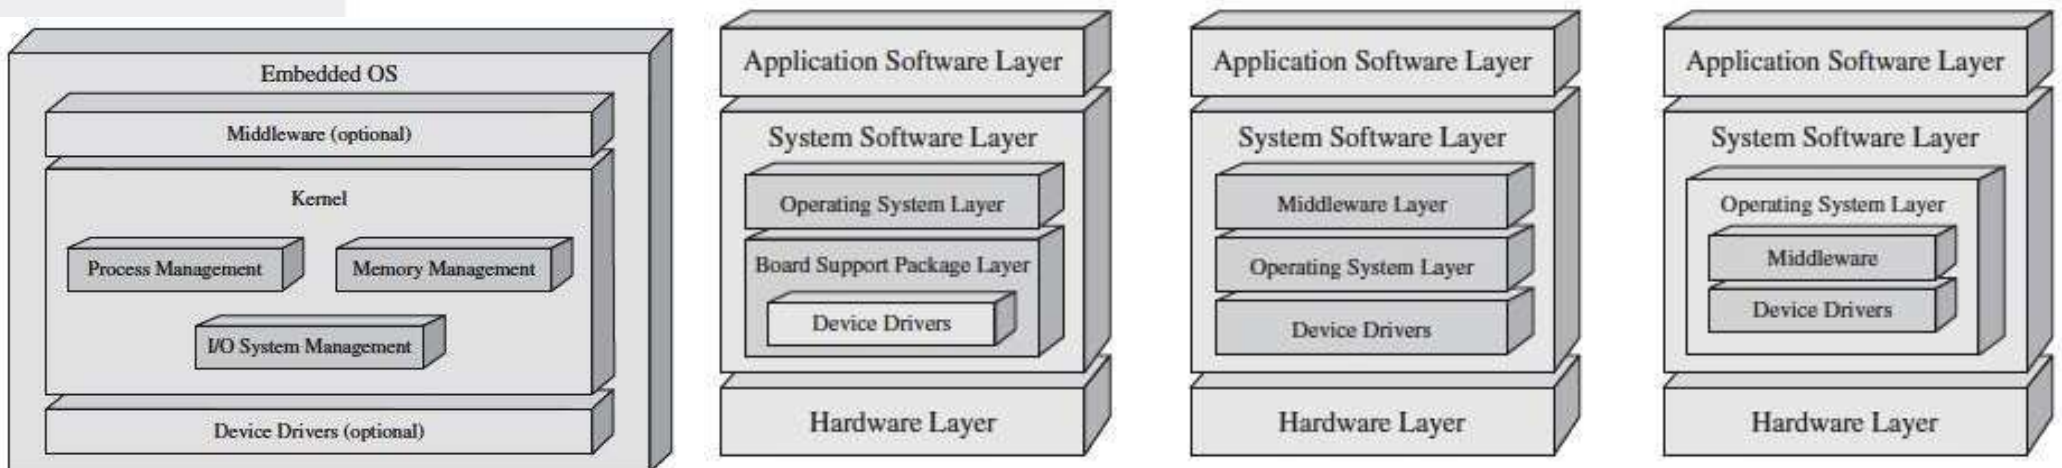 Embedded OS
Middleware (optional)
Kernel
Process Management
Memory Management
I/O System Management
Device Drivers (optional)
Application Software Layer
System Software Layer
Operating System Layer
Board Support Package Layer
Device Drivers
Hardware Layer
Application Software Layer
System Software Layer
Middleware Layer
Operating System Layer
Device Drivers
Hardware Layer
Application Software Layer
System Software Layer
Operating System Layer
Middleware
Device Drivers
Hardware Layer